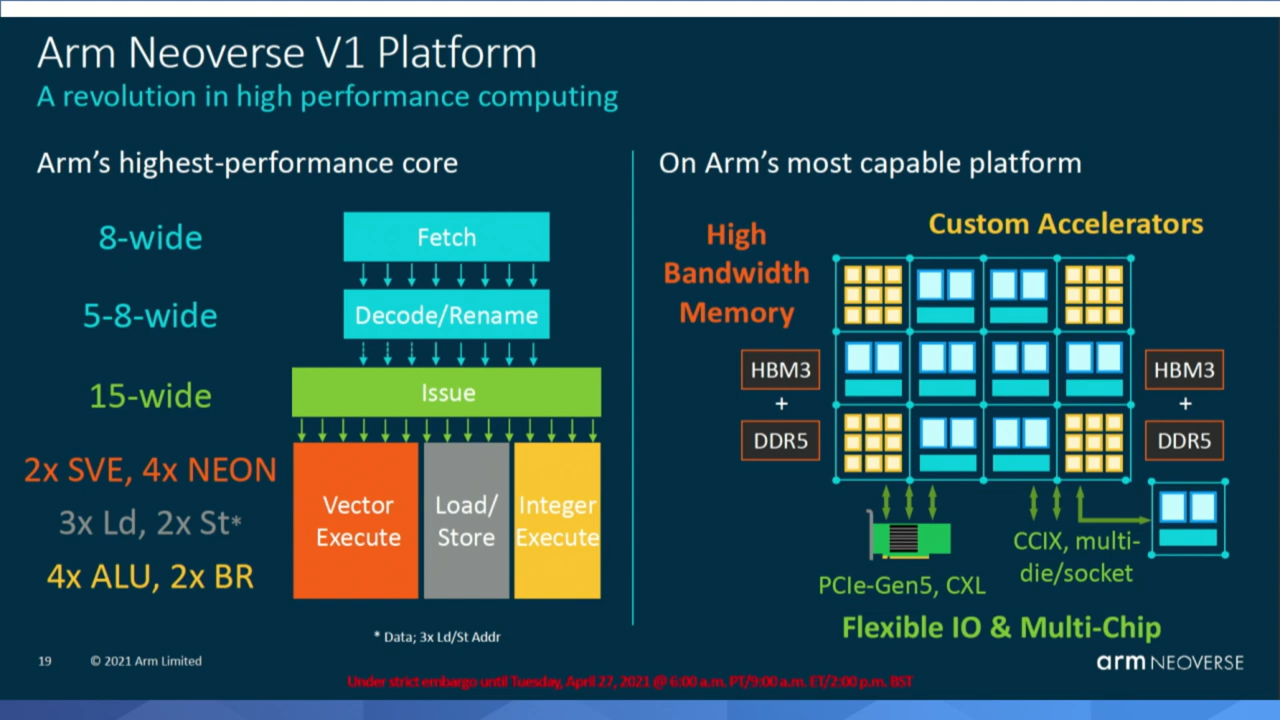 Arm Neoverse V1 Platform
A revolution in high performance computing
Arm's highest-performance core
8-wide
Fetch
5-8-wide
Decode/Rename
15-wide
Issue
2x SVE, 4x NEON
3x Ld, 2x St*
4x ALU, 2x BR
Vector
Execute
Load/
Store
Integer
Execute
* Data; 3x Ld/St Addr
On Arm's most capable platform
High
Bandwidth
Memory
Custom Accelerators
HBM3
+
DDR5
HBM3
+
DDR5
PCIe-Gen5, CXL
CCIX, multi-
die/socket
Flexible IO & Multi-Chip
19 © 2021 Arm Limited
arm NEOVERSE
Under strict embargo until Tuesday, April 27, 2021 @ 6:00 a.m. PT/9:00 a.m. ET/2:00 p.m. BST